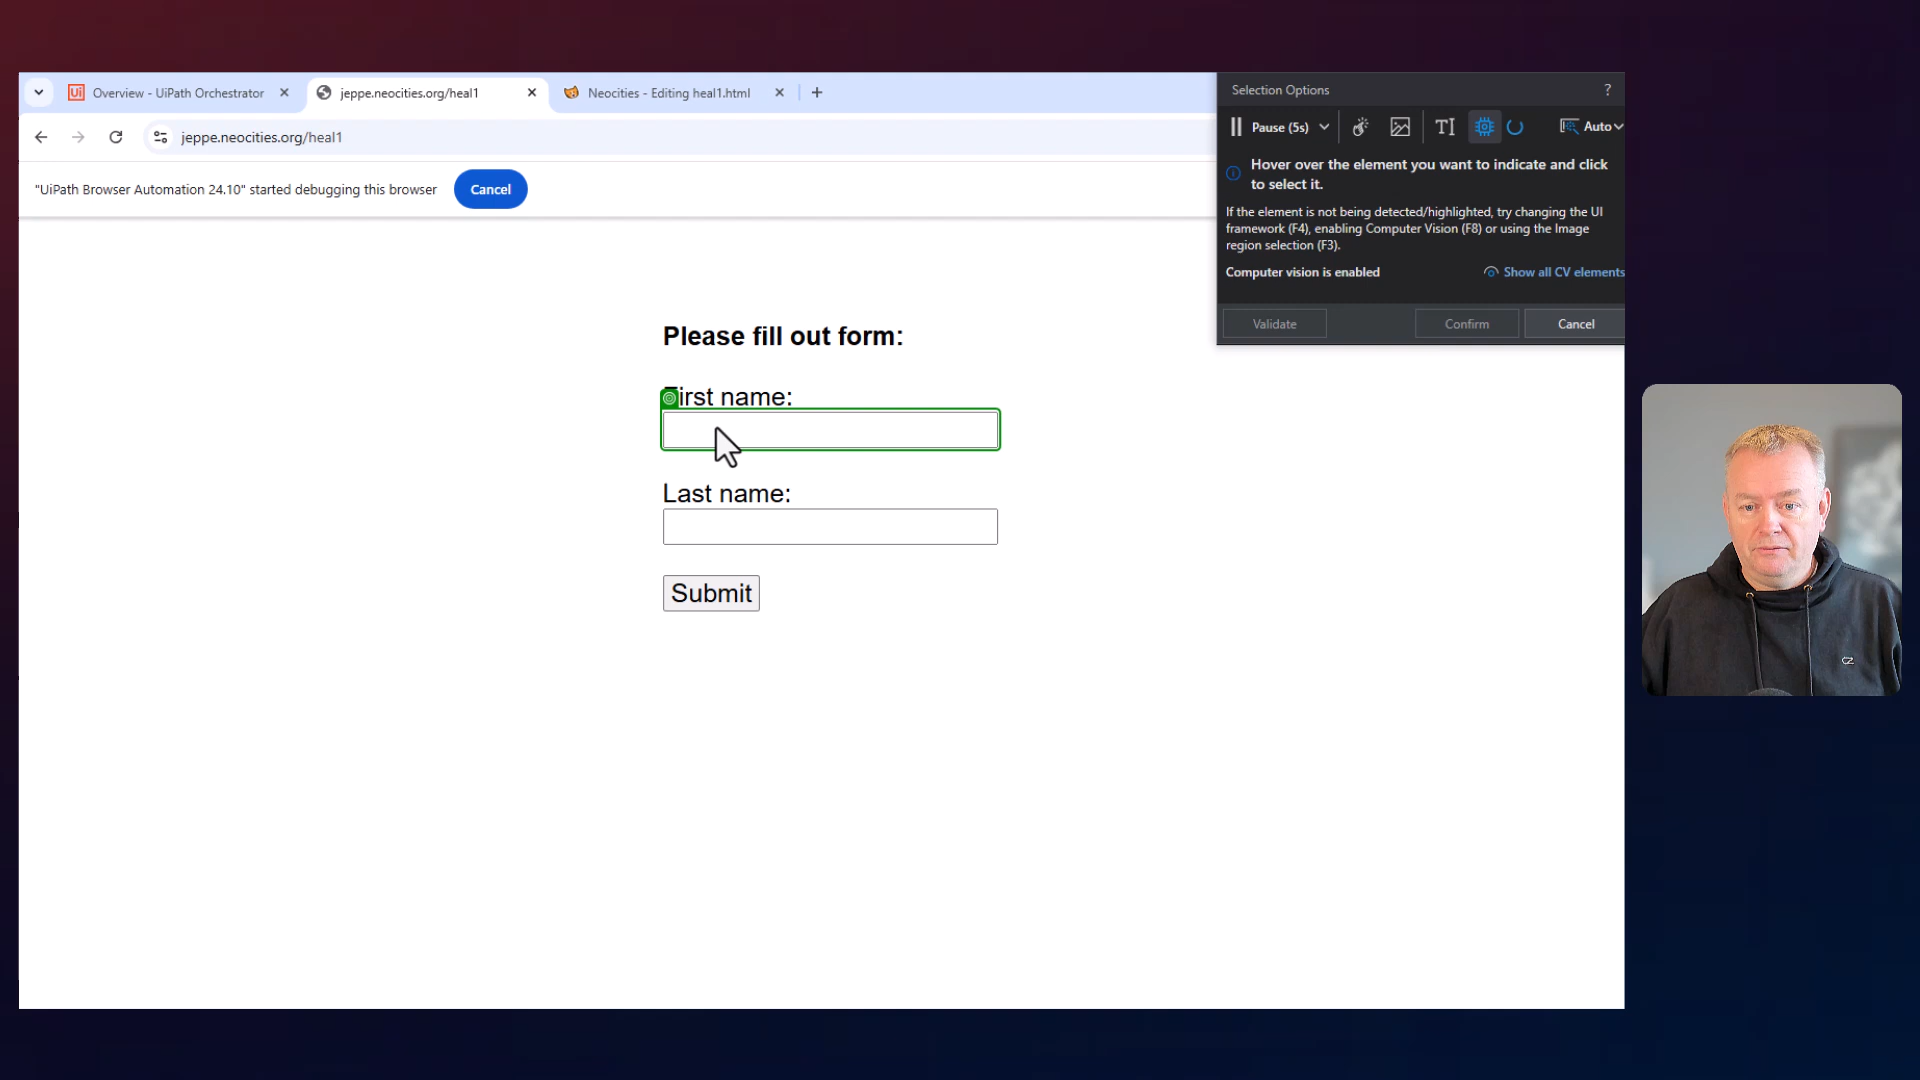 Overview - UiPath Orchestrator
jeppe.neocities.org/heal1
Neocities - Editing heal1.html
jeppe.neocities.org/heal1
"UiPath Browser Automation 24.10" started debugging this browser
Cancel
Selection Options
?
Pause (5s)
Auto
Hover over the element you want to indicate and click
to select it.
If the element is not being detected/highlighted, try changing the UI
framework (F4), enabling Computer Vision (F8) or using the Image
region selection (F3).
Computer vision is enabled
Show all CV elements
Validate
Confirm
Cancel
Please fill out form:
First name:
Last name:
Submit